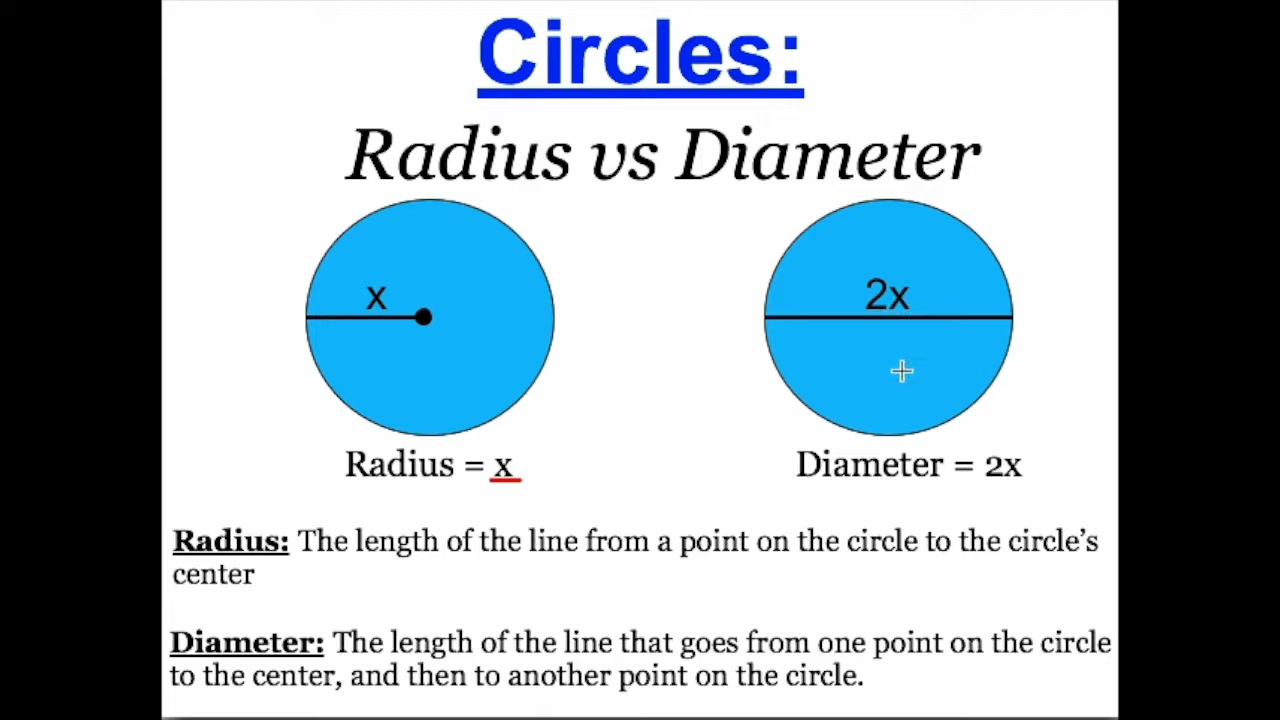 Circles:
Radius vs Diameter
x
2x
Radius = x
Diameter = 2x
Radius: The length of the line from a point on the circle to the circle’s
center
Diameter: The length of the line that goes from one point on the circle
to the center, and then to another point on the circle.